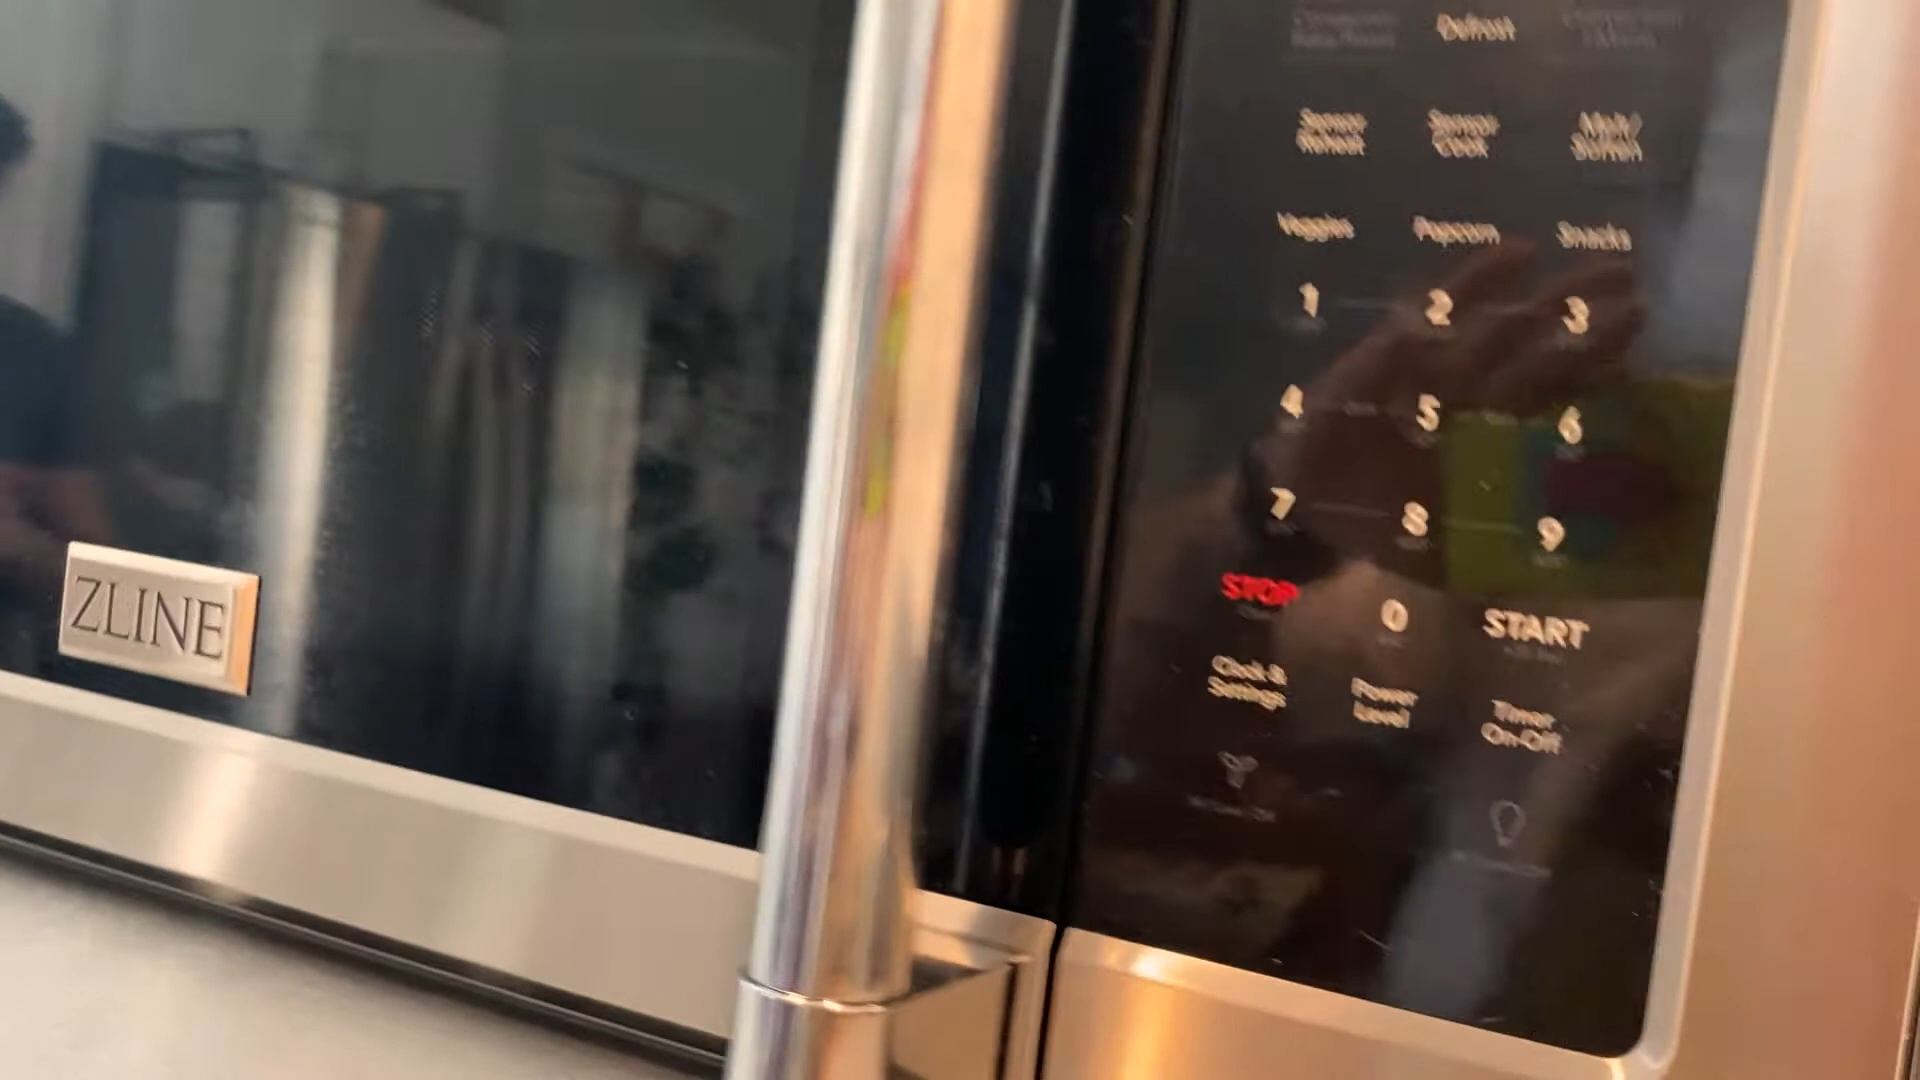 Defrost
Sensor
Reheat
Sensor
Cook
Melt/
Soften
Veggies
Popcorn
Snacks
1
2
3
4
5
6
7
8
9
STOP
0
START
Clock &
Settings
Power
Level
Timer
On-Off
ZLINE